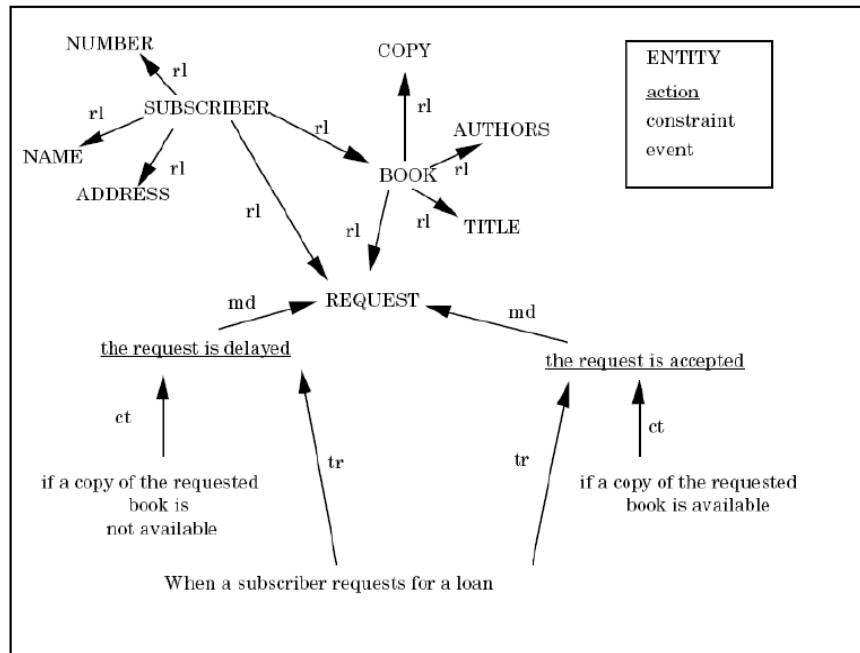 NUMBER
COPY
ENTITY
action
constraint
event
rl
rl
SUBSCRIBER
rl
rl
AUTHORS
NAME
rl
rl
BOOK
rl
ADDRESS
rl
rl
TITLE
rl
md
REQUEST
md
the request is delayed
the request is accepted
ct
tr
tr
ct
if a copy of the requested
book is
not available
if a copy of the requested
book is available
When a subscriber requests for a loan